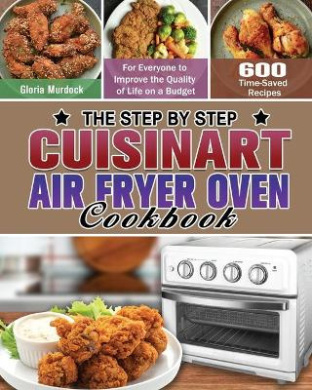 Gloria Murdock
For Everyone to
Improve the Quality
of Life on a Budget
600
Time-Saved
Recipes
THE STEP BY STEP
CUISINART
AIR FRYER OVEN
Cookbook